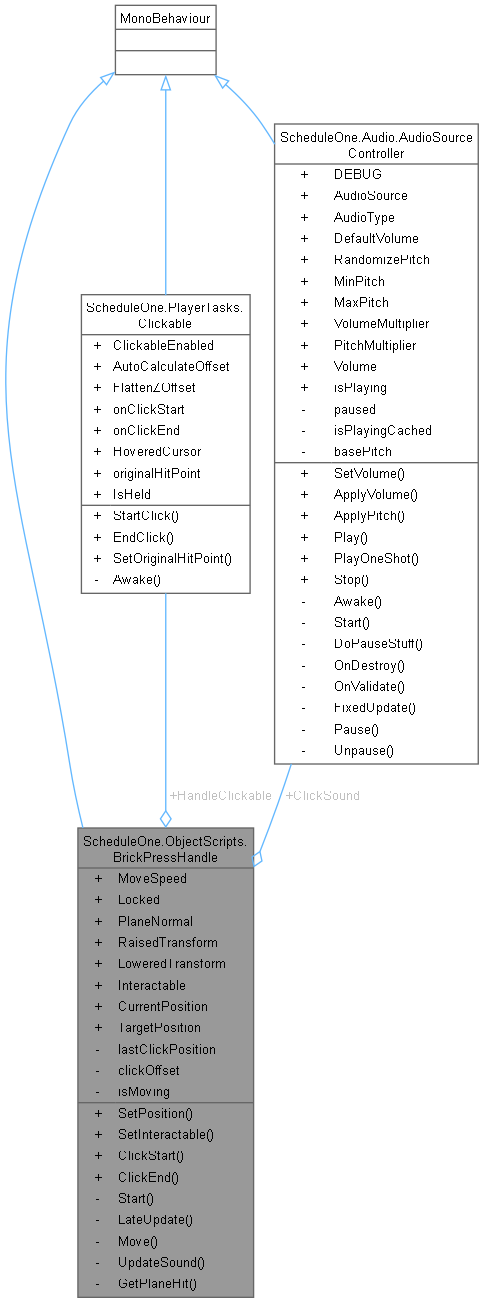 MonoBehaviour
ScheduleOne.Audio.AudioSource
Controller
+ DEBUG
+ AudioSource
+ AudioType
+ DefaultVolume
+ RandomizePitch
+ MinPitch
+ MaxPitch
+ VolumeMultiplier
+ PitchMultiplier
+ Volume
+ isPlaying
- paused
- isPlayingCached
- basePitch
+ SetVolume()
+ ApplyVolume()
+ ApplyPitch()
+ Play()
+ PlayOneShot()
+ Stop()
- Awake()
- Start()
- DoPauseStuff()
- OnDestroy()
- OnValidate()
- FixedUpdate()
- Pause()
- Unpause()
ScheduleOne.PlayerTasks.
Clickable
+ ClickableEnabled
+ AutoCalculateOffset
+ FlattenZOffset
+ onClickStart
+ onClickEnd
+ HoveredCursor
+ originalHitPoint
+ IsHeld
+ StartClick()
+ EndClick()
+ SetOriginalHitPoint()
- Awake()
+HandleClickable
+ClickSound
ScheduleOne.ObjectScripts.
BrickPressHandle
+ MoveSpeed
+ Locked
+ PlaneNormal
+ RaisedTransform
+ LoweredTransform
+ Interactable
+ CurrentPosition
+ TargetPosition
- lastClickPosition
- clickOffset
- isMoving
+ SetPosition()
+ SetInteractable()
+ ClickStart()
+ ClickEnd()
- Start()
- LateUpdate()
- Move()
- UpdateSound()
- GetPlaneHit()